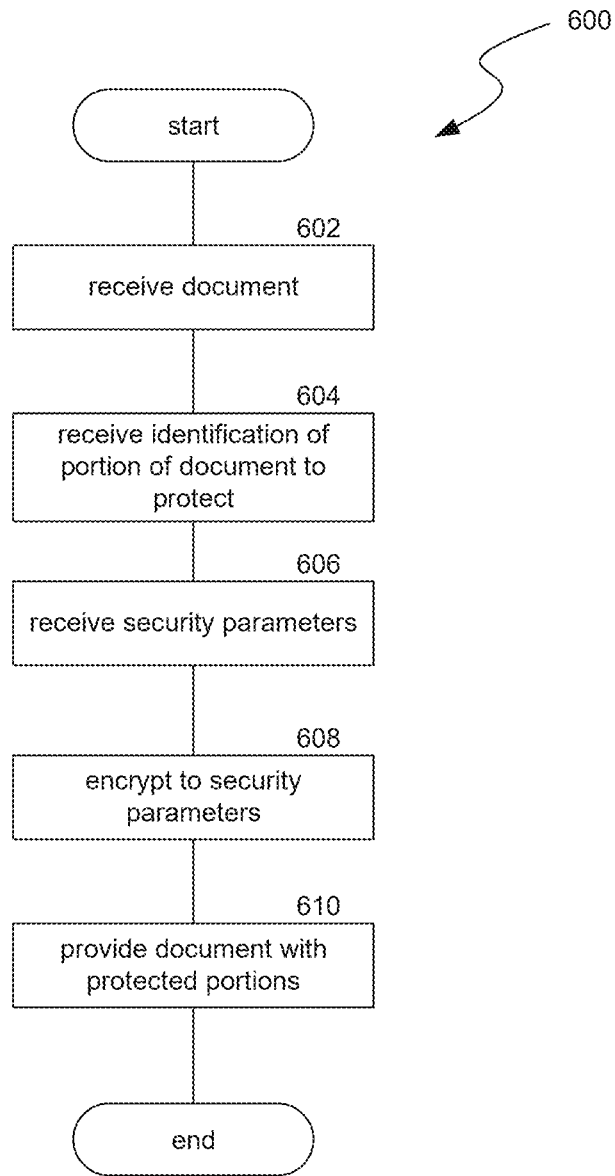 600
start
602
receive document
604
receive identification of
portion of document to
protect
606
receive security parameters
608
encrypt to security
parameters
610
provide document with
protected portions
end